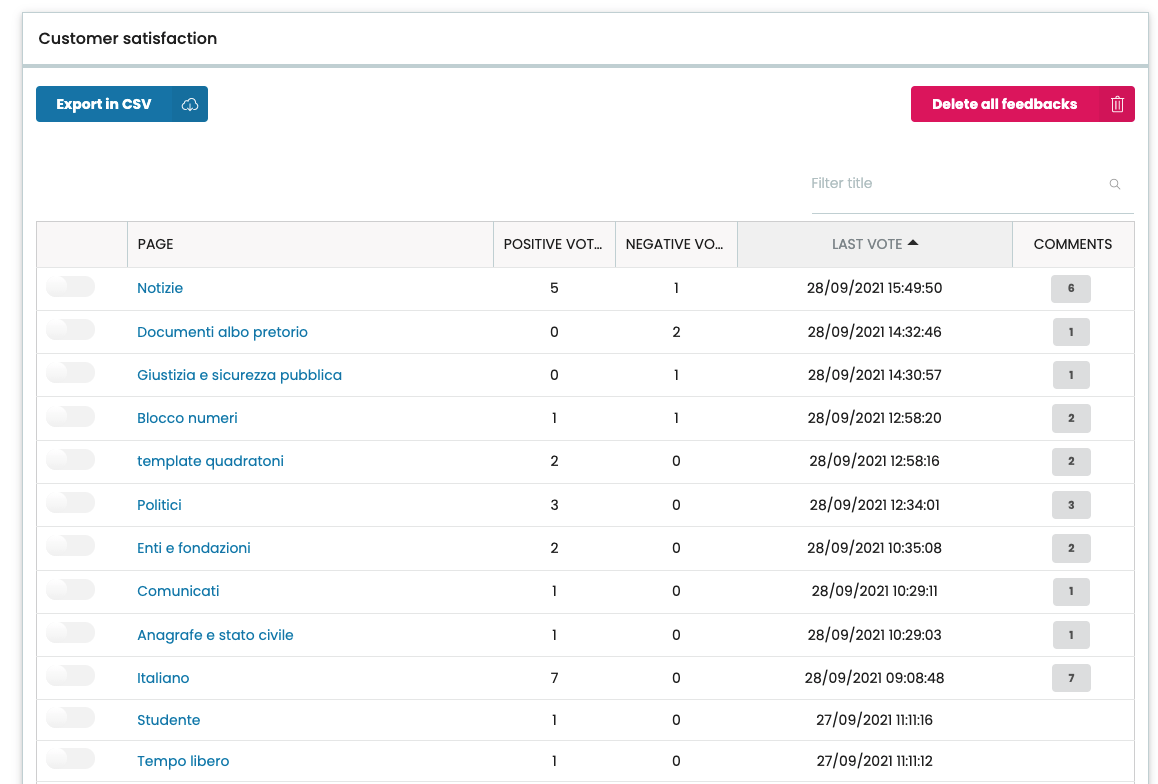 Customer satisfaction
Export in CSV
Delete all feedbacks
Filter title
PAGE POSITIVE VOT... NEGATIVE VO... LAST VOTE COMMENTS
Notizie 5 1 28/09/2021 15:49:50 6
Documenti albo pretorio 0 2 28/09/2021 14:32:46 1
Giustizia e sicurezza pubblica 0 1 28/09/2021 14:30:57 1
Blocco numeri 1 1 28/09/2021 12:58:20 2
template quadratoni 2 0 28/09/2021 12:58:16 2
Politici 3 0 28/09/2021 12:34:01 3
Enti e fondazioni 2 0 28/09/2021 10:35:08 2
Comunicati 1 0 28/09/2021 10:29:11 1
Anagrafe e stato civile 1 0 28/09/2021 10:29:03 1
Italiano 7 0 28/09/2021 09:08:48 7
Studente 1 0 27/09/2021 11:11:16
Tempo libero 1 0 27/09/2021 11:11:12